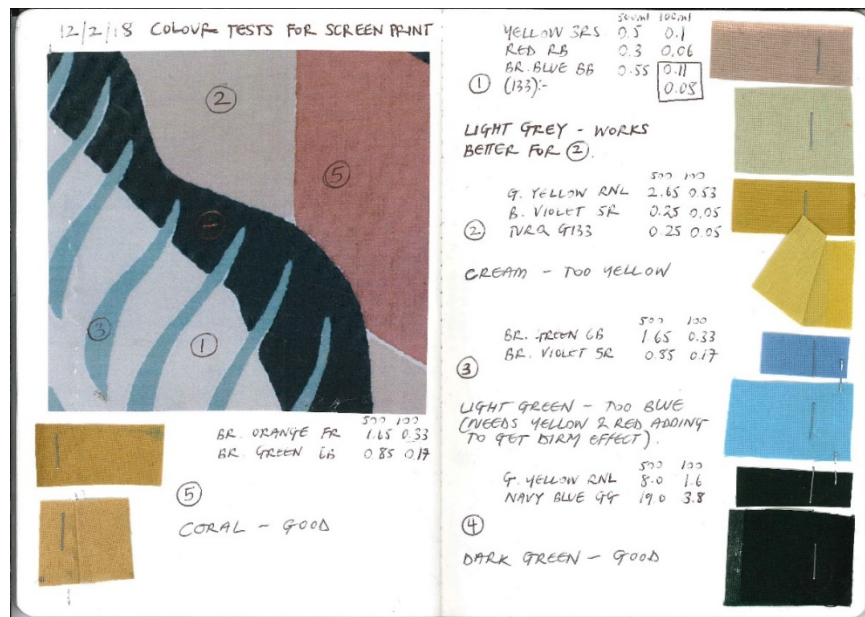 12/2/18 COLOUR TESTS FOR SCREEN PRINT
②
⑤
③
①
500 100
BR. ORANGE FR 1.65 0.33
BR. GREEN 6B 0.85 0.17
⑤
CORAL - GOOD
500ml 100ml
YELLOW 3RS 0.5 0.1
RED RB 0.3 0.06
BR. BLUE BB 0.55 0.11
① (133):- 0.08
LIGHT GREY - WORKS
BETTER FOR ②.
500 100
G. YELLOW RNL 2.65 0.53
B. VIOLET 5R 0.25 0.05
② TURQ G133 0.25 0.05
CREAM - TOO YELLOW
500 100
BR. GREEN 6B 1.65 0.33
BR. VIOLET 5R 0.85 0.17
③
LIGHT GREEN - TOO BLUE
(NEEDS YELLOW & RED ADDING
TO GET EFFECT).
500 100
G. YELLOW RNL 8.0 1.6
NAVY BLUE GG 19.0 3.8
④
DARK GREEN - GOOD